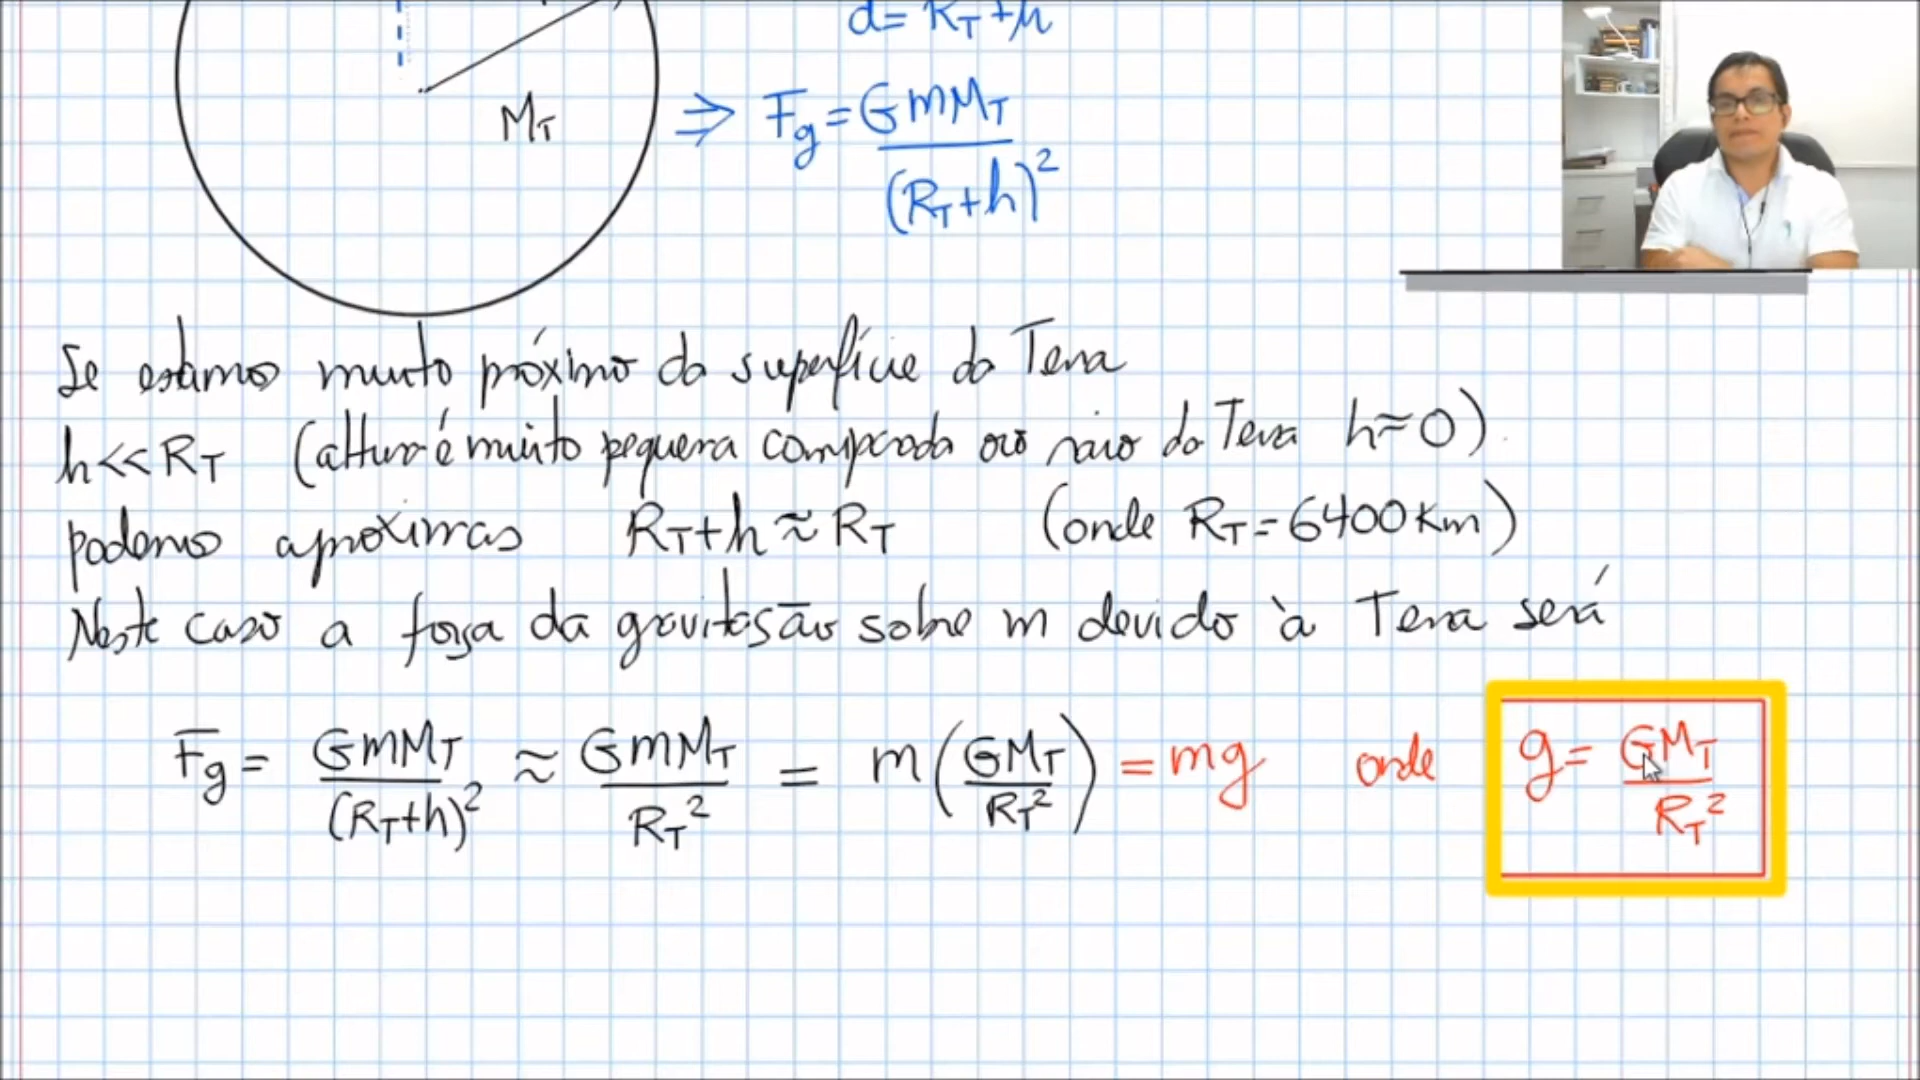 d = R_T + h
M_T
⇒ F_g = GmM_T / (R_T+h)²
Se estamos muito próximo da superfície da Terra
h<<R_T (altura é muito pequena comparada ao raio da Terra h≈0).
podemos aproximar R_T+h ≈ R_T (onde R_T = 6400 Km)
Neste caso a força da gravitação sobre m devido à Terra será
F_g = GmM_T / (R_T+h)² ≈ GmM_T / R_T² = m(GM_T / R_T²) = mg onde g = GM_T / R_T²